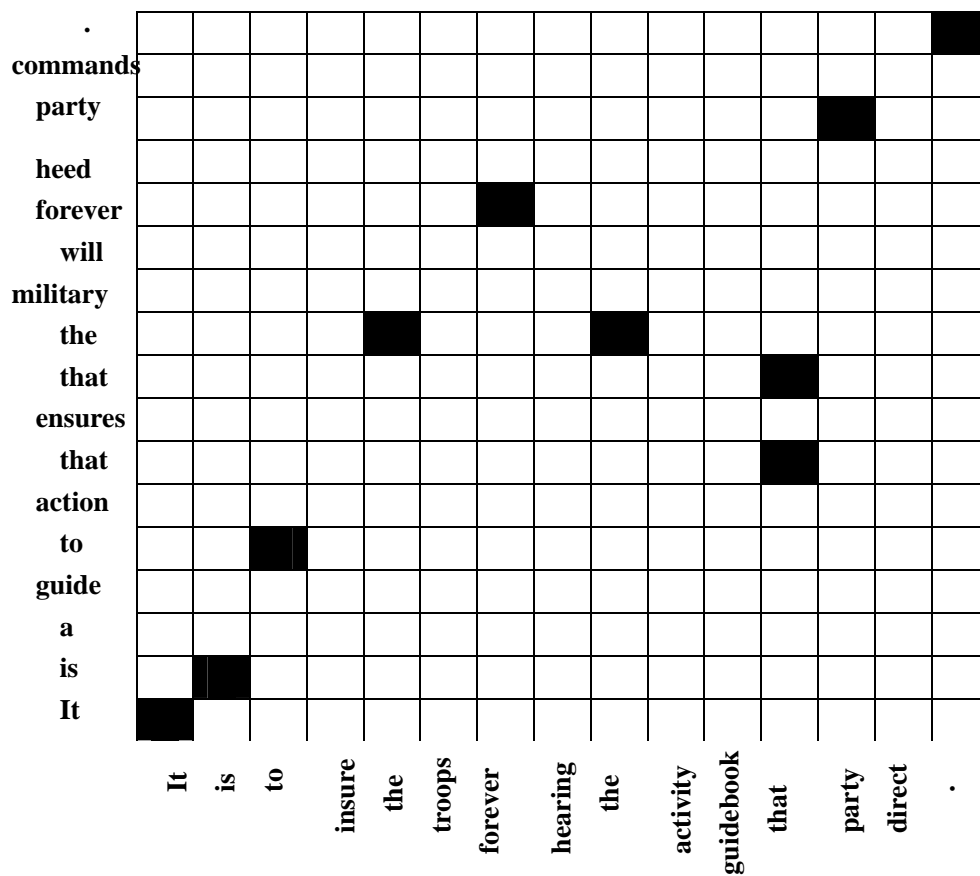 .
commands
party
heed
forever
will
military
the
that
ensures
that
action
to
guide
a
is
It
It
is
to
insure
the
troops
forever
hearing
the
activity
guidebook
that
party
direct
.